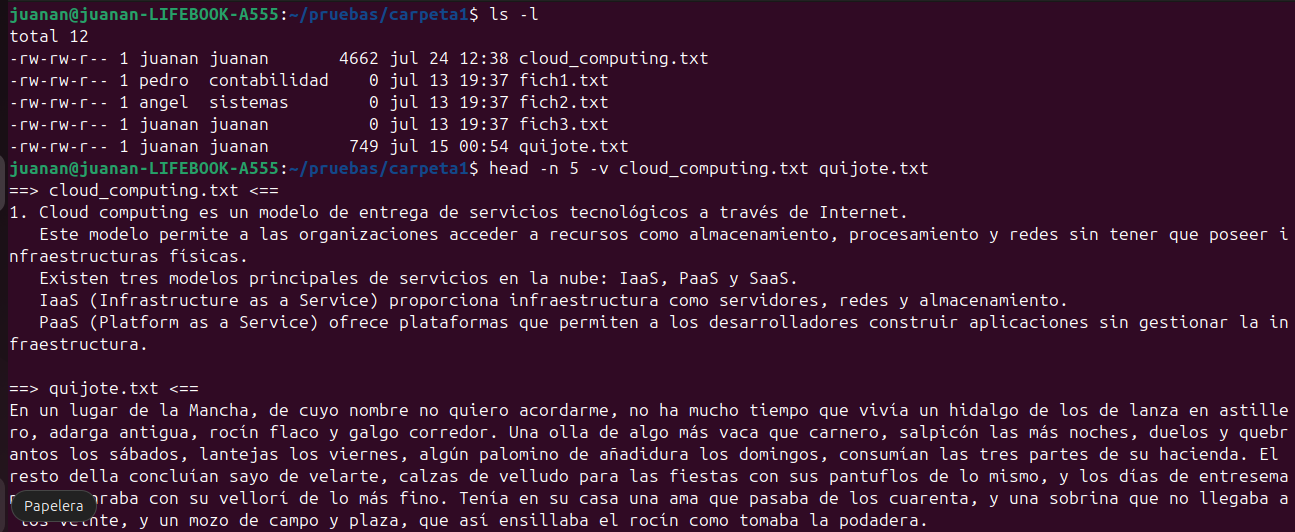 juanan@juanan-LIFEBOOK-A555:~/pruebas/carpeta1$ ls -l
total 12
-rw-rw-r-- 1 juanan juanan       4662 jul 24 12:38 cloud_computing.txt
-rw-rw-r-- 1 pedro  contabilidad    0 jul 13 19:37 fich1.txt
-rw-rw-r-- 1 angel  sistemas        0 jul 13 19:37 fich2.txt
-rw-rw-r-- 1 juanan juanan          0 jul 13 19:37 fich3.txt
-rw-rw-r-- 1 juanan juanan        749 jul 15 00:54 quijote.txt
juanan@juanan-LIFEBOOK-A555:~/pruebas/carpeta1$ head -n 5 -v cloud_computing.txt quijote.txt
==> cloud_computing.txt <==
1. Cloud computing es un modelo de entrega de servicios tecnológicos a través de Internet.
   Este modelo permite a las organizaciones acceder a recursos como almacenamiento, procesamiento y redes sin tener que poseer i
nfraestructuras físicas.
   Existen tres modelos principales de servicios en la nube: IaaS, PaaS y SaaS.
   IaaS (Infrastructure as a Service) proporciona infraestructura como servidores, redes y almacenamiento.
   PaaS (Platform as a Service) ofrece plataformas que permiten a los desarrolladores construir aplicaciones sin gestionar la in
fraestructura.

==> quijote.txt <==
En un lugar de la Mancha, de cuyo nombre no quiero acordarme, no ha mucho tiempo que vivía un hidalgo de los de lanza en astille
ro, adarga antigua, rocín flaco y galgo corredor. Una olla de algo más vaca que carnero, salpicón las más noches, duelos y quebr
antos los sábados, lantejas los viernes, algún palomino de añadidura los domingos, consumían las tres partes de su hacienda. El
resto della concluían sayo de velarte, calzas de velludo para las fiestas con sus pantuflos de lo mismo, y los días de entresema
raba con su vellorí de lo más fino. Tenía en su casa una ama que pasaba de los cuarenta, y una sobrina que no llegaba a
los veinte, y un mozo de campo y plaza, que así ensillaba el rocín como tomaba la podadera.
Papelera